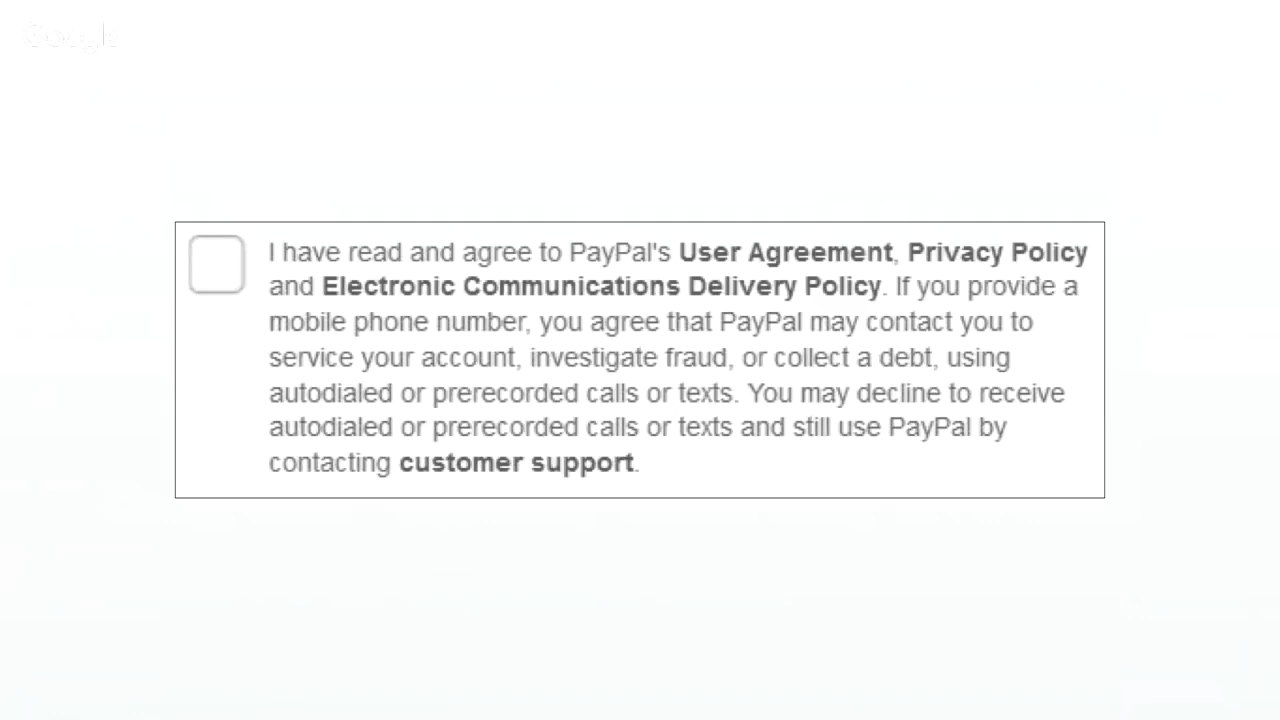 Google
I have read and agree to PayPal's User Agreement, Privacy Policy
and Electronic Communications Delivery Policy. If you provide a
mobile phone number, you agree that PayPal may contact you to
service your account, investigate fraud, or collect a debt, using
autodialed or prerecorded calls or texts. You may decline to receive
autodialed or prerecorded calls or texts and still use PayPal by
contacting customer support.